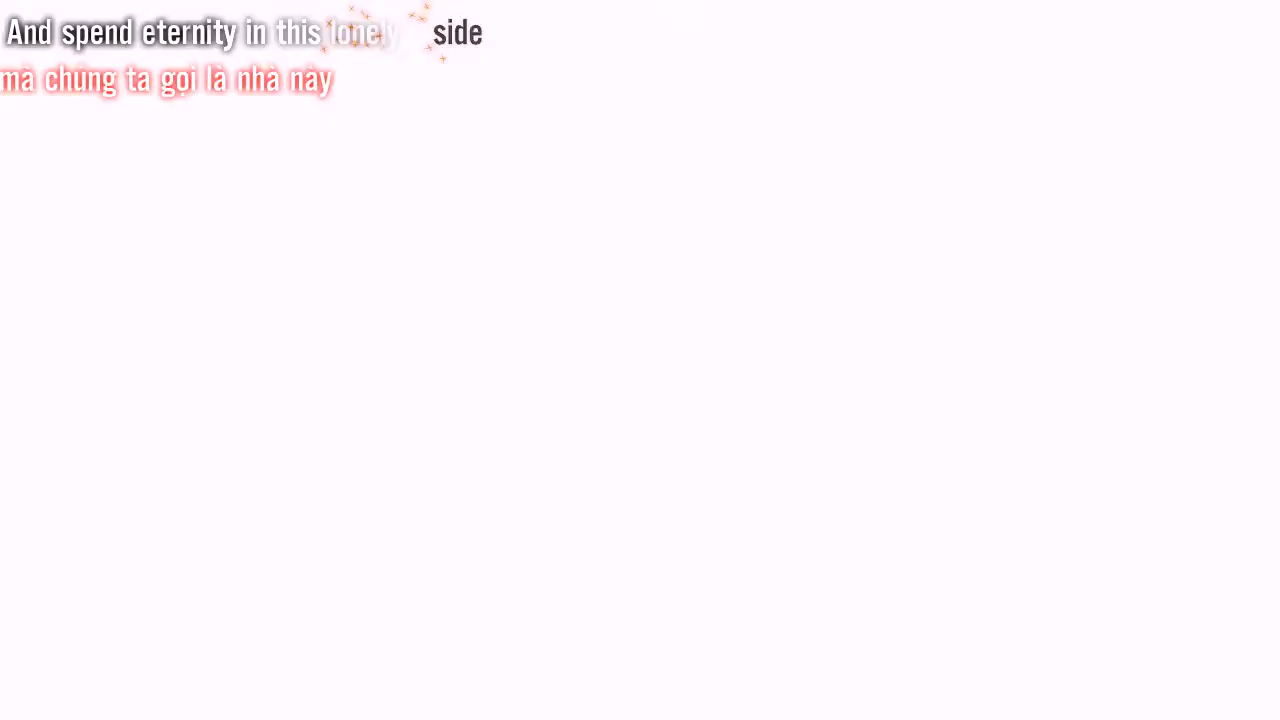 And spend eternity in this lonely side
mà chúng ta gọi là nhà này